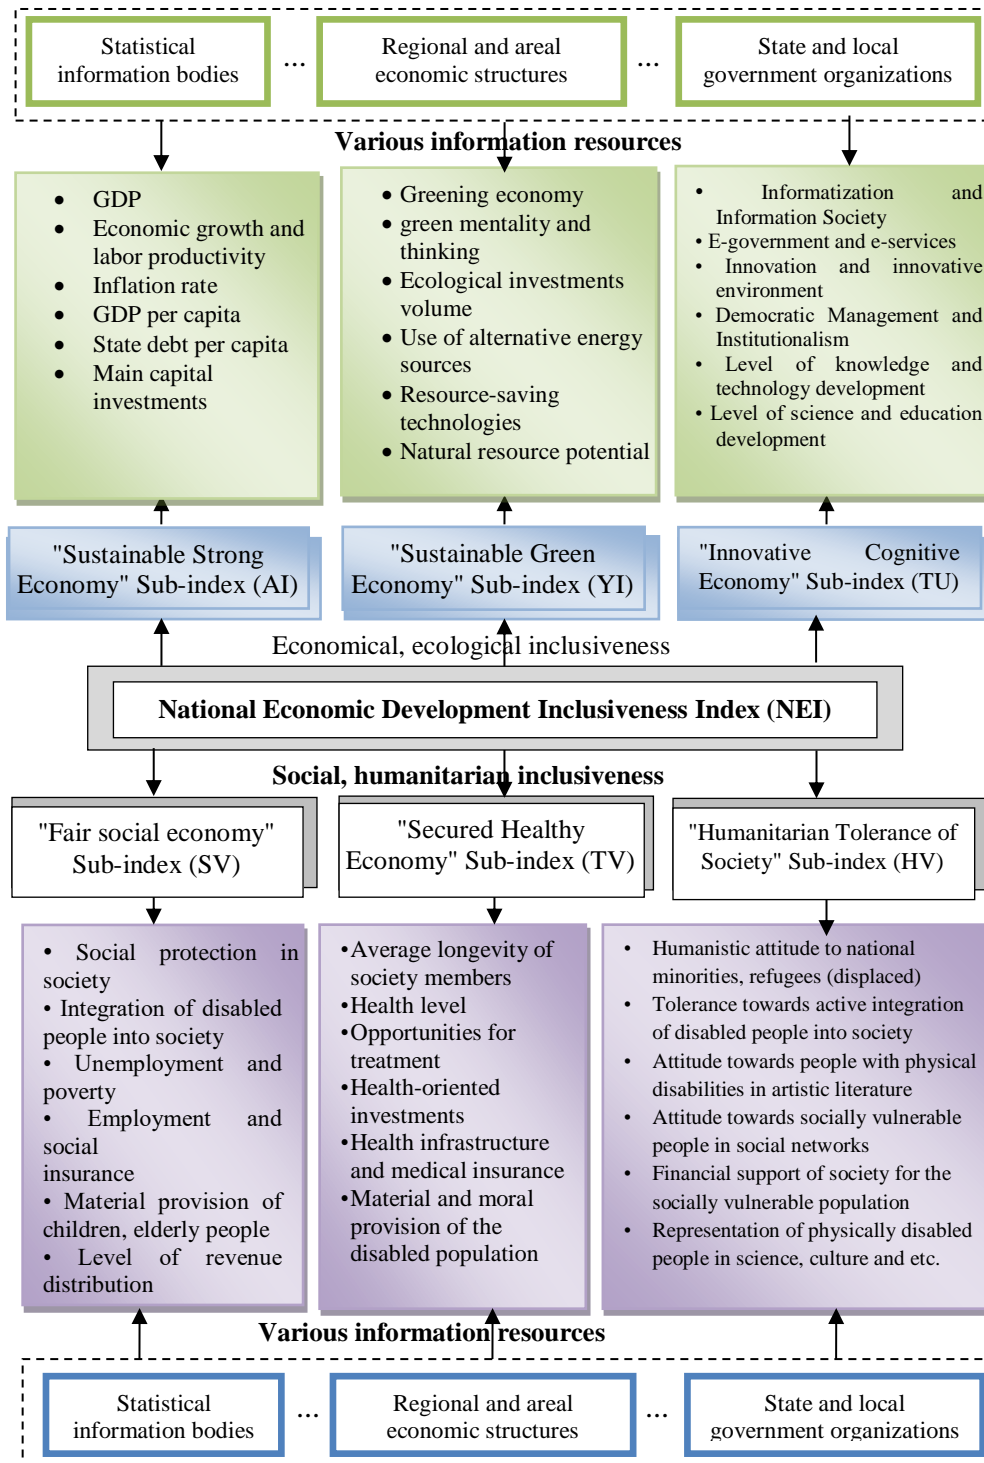 Statistical
information bodies
...
Regional and areal
economic structures
...
State and local
government organizations
Various information resources
• GDP
• Economic growth and
labor productivity
• Inflation rate
• GDP per capita
• State debt per capita
• Main capital
investments
• Greening economy
• green mentality and
thinking
• Ecological investments
volume
• Use of alternative energy
sources
• Resource-saving
technologies
• Natural resource potential
• Informatization and
Information Society
• E-government and e-services
• Innovation and innovative
environment
• Democratic Management and
Institutionalism
• Level of knowledge and
technology development
• Level of science and education
development
"Sustainable Strong
Economy" Sub-index (AI)
"Sustainable Green
Economy" Sub-index (YI)
"Innovative Cognitive
Economy" Sub-index (TU)
Economical, ecological inclusiveness
National Economic Development Inclusiveness Index (NEI)
Social, humanitarian inclusiveness
"Fair social economy"
Sub-index (SV)
"Secured Healthy
Economy" Sub-index (TV)
"Humanitarian Tolerance of
Society" Sub-index (HV)
• Social protection in
society
• Integration of disabled
people into society
• Unemployment and
poverty
• Employment and
social
insurance
• Material provision of
children, elderly people
• Level of revenue
distribution
•Average longevity of
society members
•Health level
•Opportunities for
treatment
•Health-oriented
investments
•Health infrastructure
and medical insurance
•Material and moral
provision of the
disabled population
• Humanistic attitude to national
minorities, refugees (displaced)
• Tolerance towards active integration
of disabled people into society
• Attitude towards people with physical
disabilities in artistic literature
• Attitude towards socially vulnerable
people in social networks
• Financial support of society for the
socially vulnerable population
• Representation of physically disabled
people in science, culture and etc.
Various information resources
Statistical
information bodies
...
Regional and areal
economic structures
...
State and local
government organizations